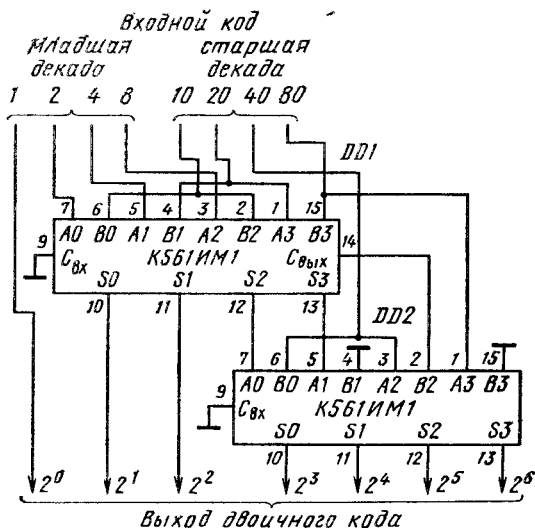 Входной код
Младшая декада
старшая декада
1 2 4 8 10 20 40 80
DD1
7 6 5 4 3 2 1 15
A0 B0 A1 B1 A2 B2 A3 B3
9 14
Cвх К561ИМ1 Cвых
S0 S1 S2 S3
10 11 12 13
DD2
7 6 5 4 3 2 1 15
A0 B0 A1 B1 A2 B2 A3 B3
9
Cвх К561ИМ1
S0 S1 S2 S3
10 11 12 13
2⁰ 2¹ 2² 2³ 2⁴ 2⁵ 2⁶
Выход двоичного кода